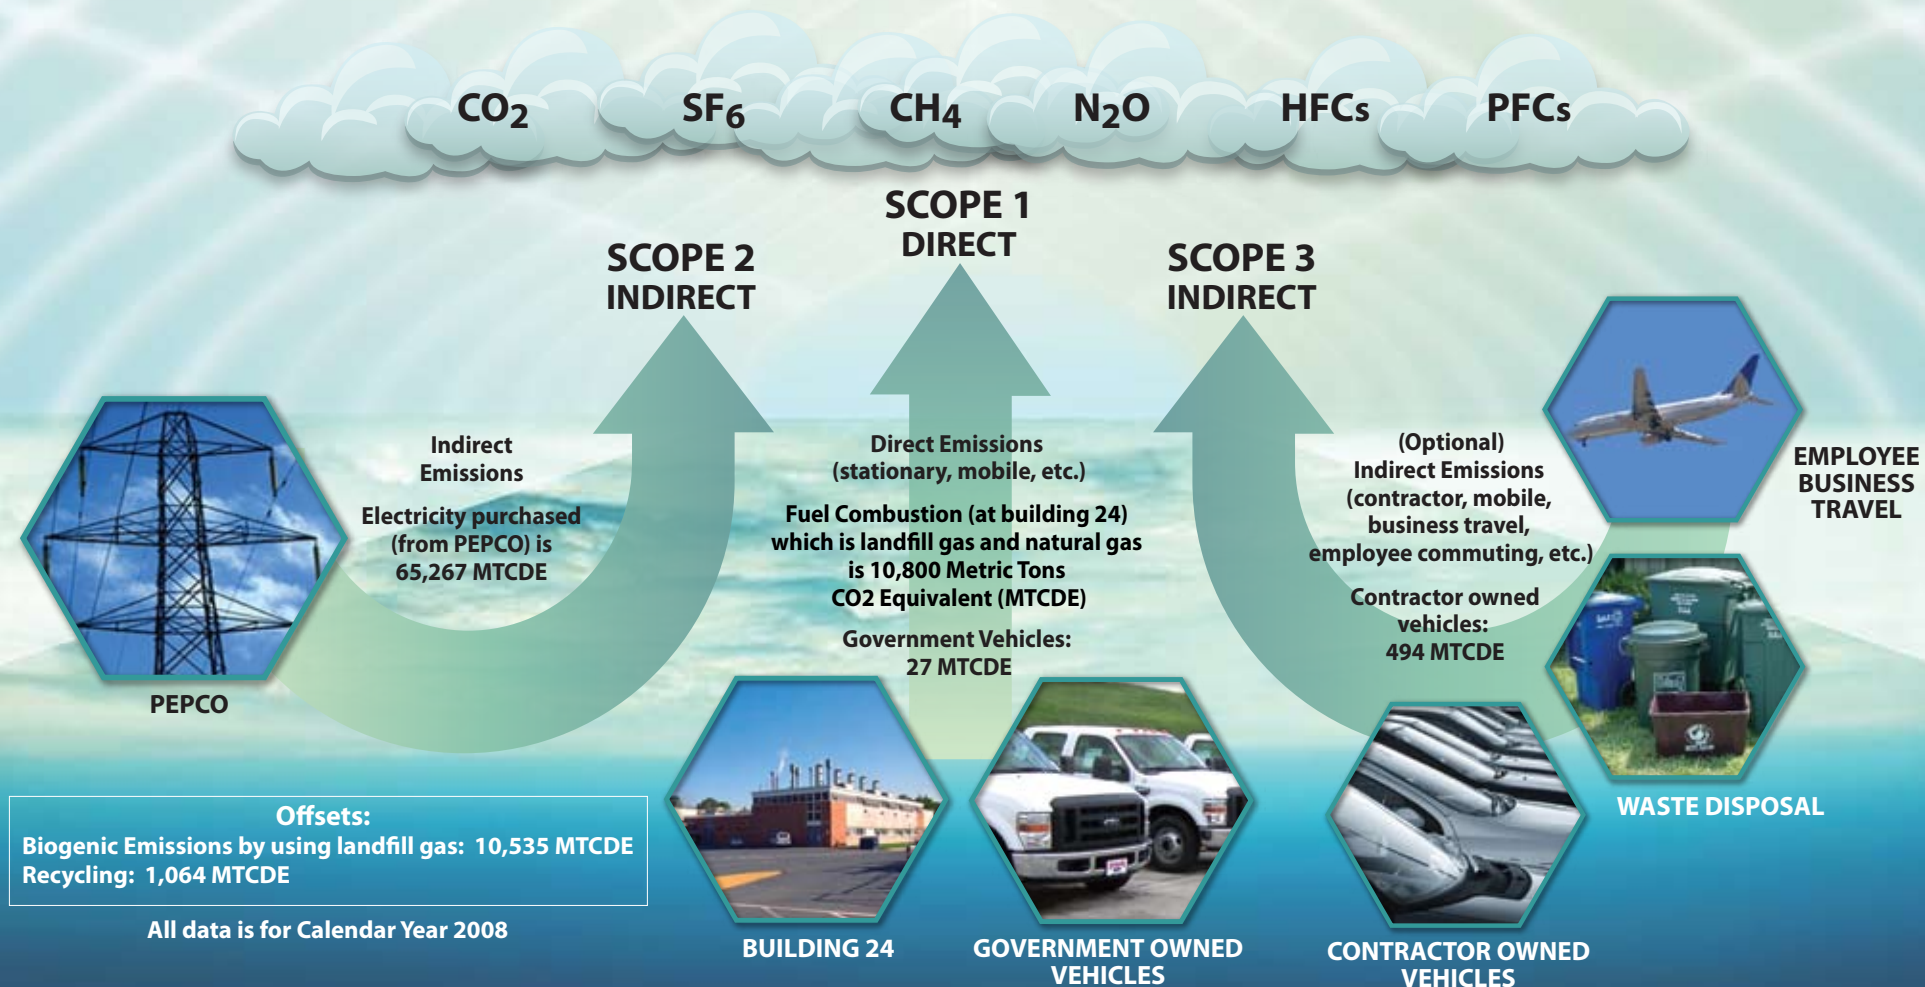 CO2
SF6
CH4
N2O
HFCs
PFCs
SCOPE 1
DIRECT
SCOPE 2
INDIRECT
SCOPE 3
INDIRECT
Indirect
Emissions
Electricity purchased
(from PEPCO) is
65,267 MTCDE
PEPCO
Direct Emissions
(stationary, mobile, etc.)
Fuel Combustion (at building 24)
which is landfill gas and natural gas
is 10,800 Metric Tons
CO2 Equivalent (MTCDE)
Government Vehicles:
27 MTCDE
(Optional)
Indirect Emissions
(contractor, mobile,
business travel,
employee commuting, etc.)
Contractor owned
vehicles:
494 MTCDE
EMPLOYEE
BUSINESS
TRAVEL
WASTE DISPOSAL
Offsets:
Biogenic Emissions by using landfill gas: 10,535 MTCDE
Recycling: 1,064 MTCDE
All data is for Calendar Year 2008
BUILDING 24
GOVERNMENT OWNED
VEHICLES
CONTRACTOR OWNED
VEHICLES